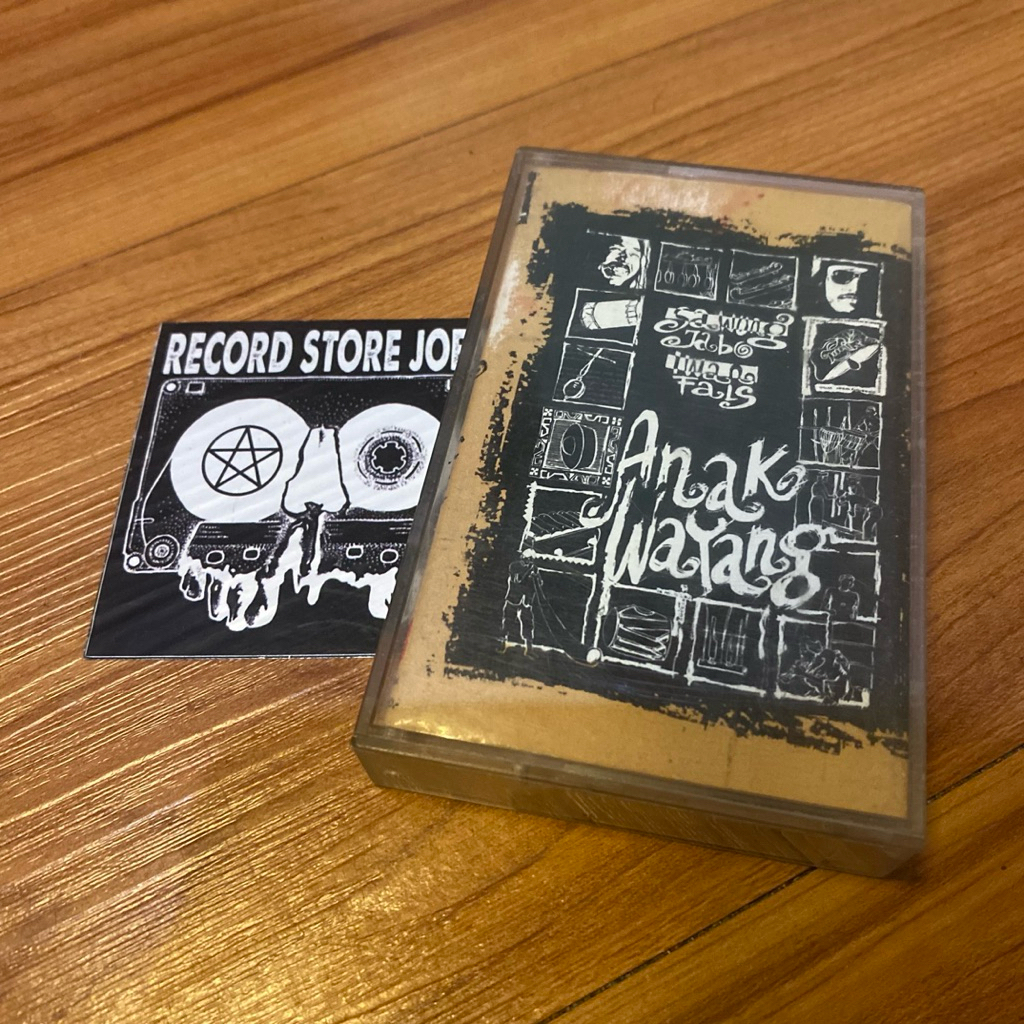 RECORD STORE JO
Sawung
Jabo
iwan
Fals
Anak
Wayang